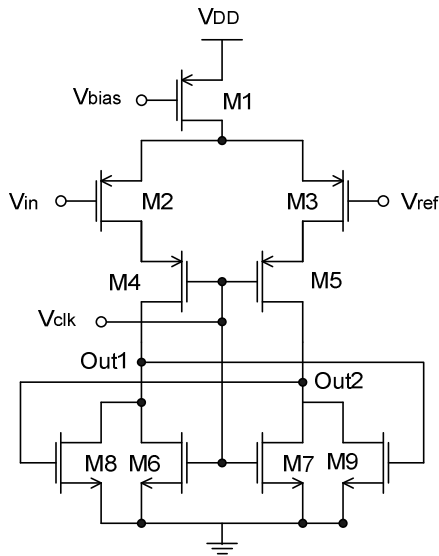 VDD
Vbias
M1
Vin
M2
M3
Vref
M4
M5
Vclk
Out1
Out2
M8
M6
M7
M9